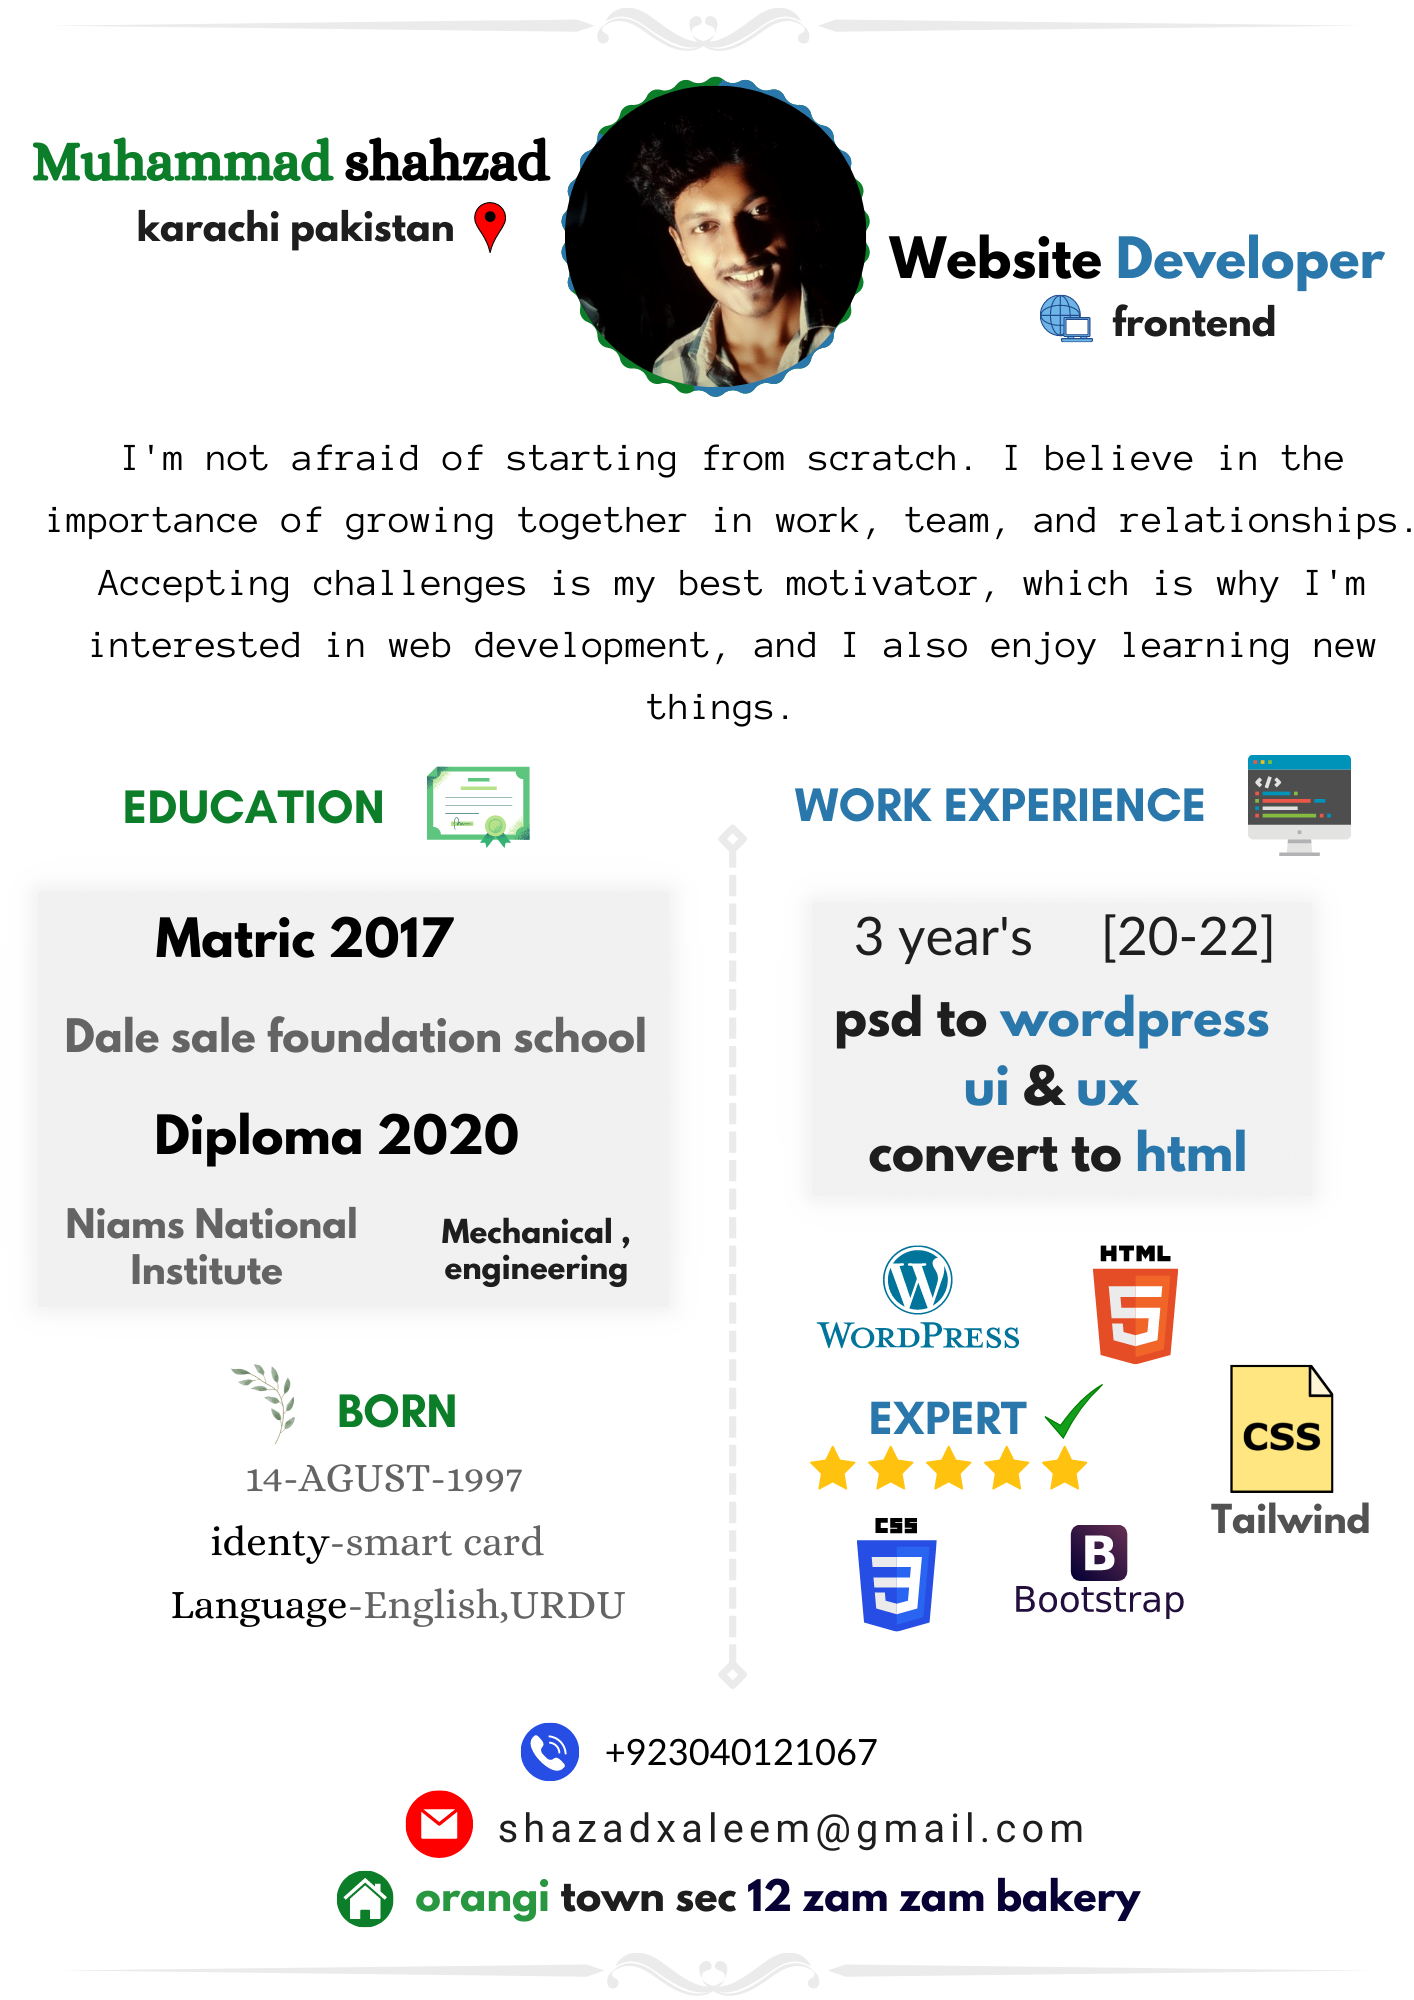 Muhammad shahzad
karachi pakistan
Website Developer
frontend
I'm not afraid of starting from scratch. I believe in the
importance of growing together in work, team, and relationships.
Accepting challenges is my best motivator, which is why I'm
interested in web development, and I also enjoy learning new
things.
EDUCATION
Matric 2017
Dale sale foundation school
Diploma 2020
Niams National
Institute
Mechanical ,
engineering
BORN
14-AGUST-1997
identy-smart card
Language-English,URDU
WORK EXPERIENCE
</>
3 year's [20-22]
psd to wordpress
ui & ux
convert to html
W
WORDPRESS
HTML
5
EXPERT
CSS
Tailwind
CSS
3
B
Bootstrap
+923040121067
shazadxaleem@gmail.com
orangi town sec 12 zam zam bakery